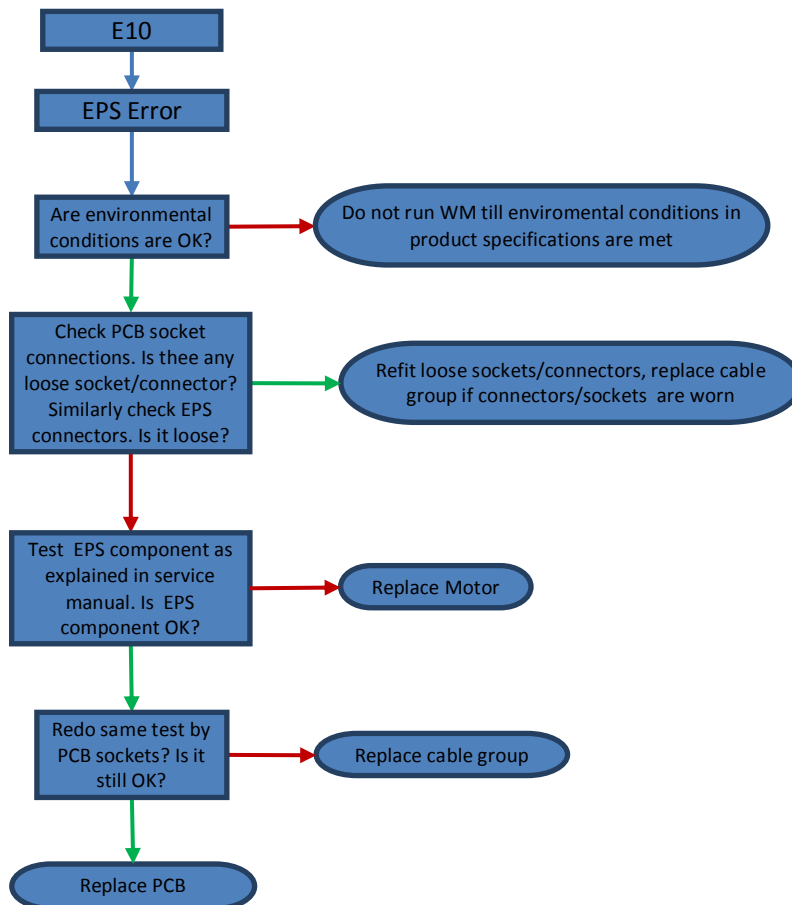 E10
EPS Error
Are environmental
conditions are OK?
Do not run WM till enviromental conditions in
product specifications are met
Check PCB socket
connections. Is thee any
loose socket/connector?
Similarly check EPS
connectors. Is it loose?
Refit loose sockets/connectors, replace cable
group if connectors/sockets are worn
Test EPS component as
explained in service
manual. Is EPS
component OK?
Replace Motor
Redo same test by
PCB sockets? Is it
still OK?
Replace cable group
Replace PCB